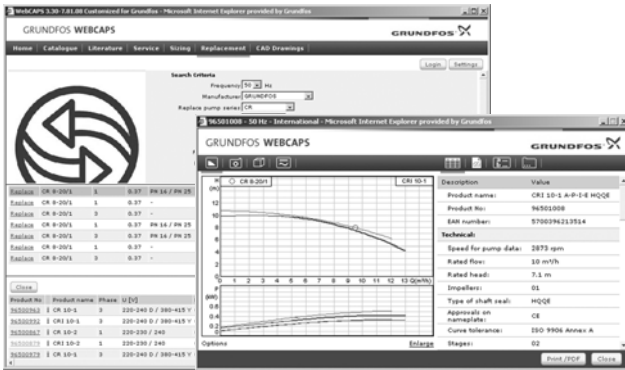 WebCAPS 3.30-7.01.80 Customized for Grundfos - Microsoft Internet Explorer provided by Grundfos
GRUNDFOS WEBCAPS
GRUNDFOS
Home Catalogue Literature Service Sizing Replacement CAD Drawings
Login Settings
Search Criteria
Frequency 50 Hz
Manufacturer GRUNDFOS
Replace pump series CR
Replace CR 8-20/1 1 0.37 PN 16 / PN 25
Replace CR 8-20/1 1 0.37 -
Replace CR 8-20/1 3 0.37 -
Replace CR 8-20/1 3 0.37 PN 16 / PN 25
Replace CR 8-20/1 1 0.37 PN 16 / PN 25
Replace CR 8-20/1 3 0.37 -
Close
Product No Product name Phase U [V]
96500963 CR 10-1 3 220-240 D / 380-415 Y
96500992 CRI 10-1 3 220-240 D / 380-415 Y
CR 10-2 1 220-230 / 240
CRI 10-2 1 220-230 / 240
CR 10-1 3 220-240 D / 380-415 Y
96501008 - 50 Hz - International - Microsoft Internet Explorer provided by Grundfos
GRUNDFOS WEBCAPS
GRUNDFOS
H
(m)
CR 8-20/1
CRI 10-1
12
10
8
6
4
2
0
0 1 2 3 4 5 6 7 8 9 10 11 12 13 Q(m³/h)
P
(kW)
0.8
0.4
0.2
0.0
Options
Enlarge
Description Value
Product name: CRI 10-1 A-P-I-E HQQE
Product No: 96501008
EAN number: 5700396213514
Technical:
Speed for pump data: 2873 rpm
Rated flow: 10 m³/h
Rated head: 7.1 m
Impellers: 01
Type of shaft seal: HQQE
Approvals on nameplate: CE
Curve tolerance: ISO 9906 Annex A
Stages: 02
Print /PDF Close